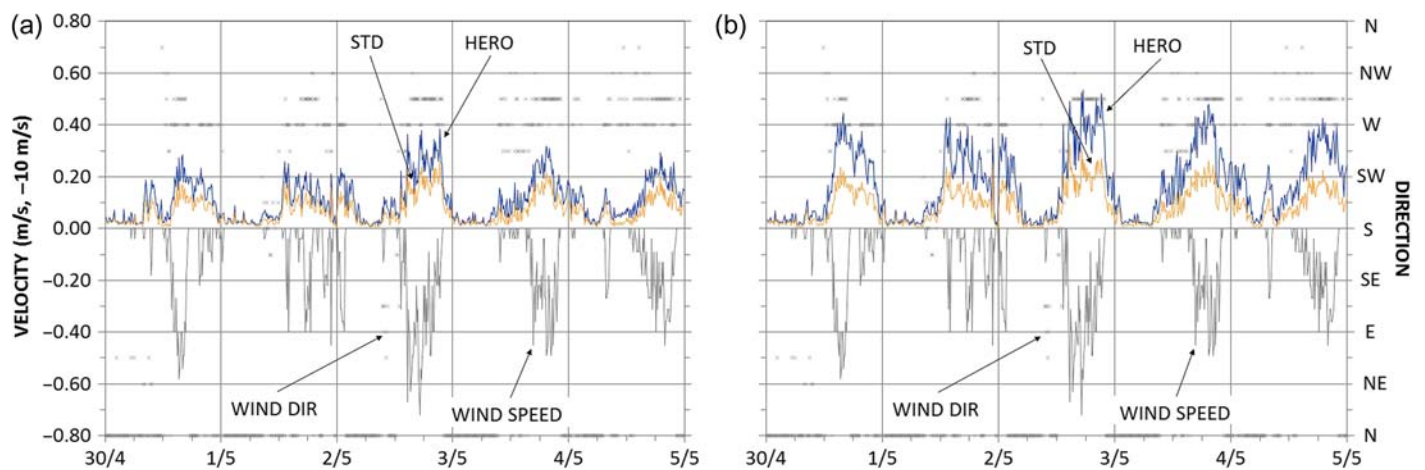 (a)
VELOCITY (m/s, –10 m/s)
0.80
0.60
0.40
0.20
0.00
–0.20
–0.40
–0.60
–0.80
STD
HERO
WIND DIR
WIND SPEED
30/4
1/5
2/5
3/5
4/5
5/5
(b)
STD
HERO
WIND DIR
WIND SPEED
30/4
1/5
2/5
3/5
4/5
5/5
N
NW
W
SW
S
SE
E
NE
N
DIRECTION